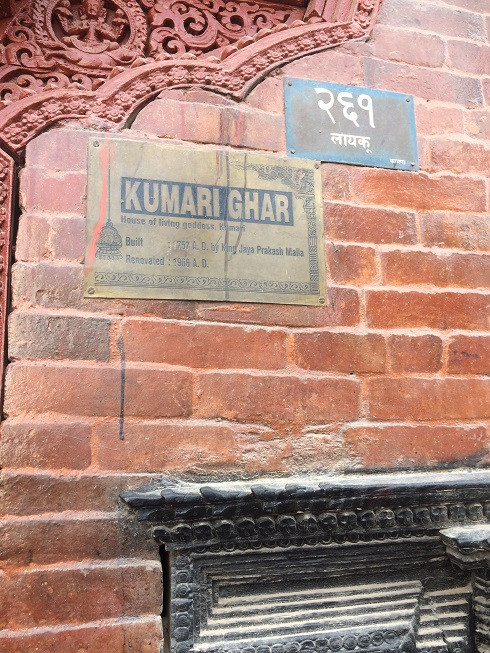 KUMARI GHAR
House of living goddess, Kumari
Built : 1757 A. D. by King Jaya Prakash Malla
Renovated : 1966 A. D.
२६१
लायकू